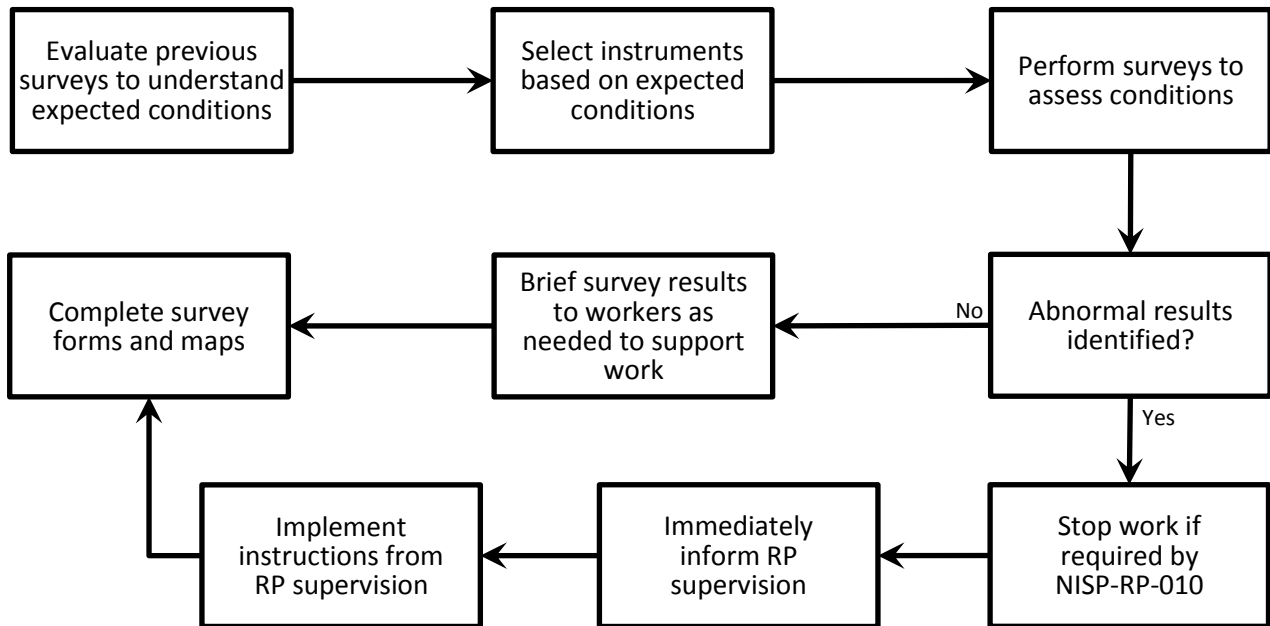 Evaluate previous
surveys to understand
expected conditions
Select instruments
based on expected
conditions
Perform surveys to
assess conditions
Abnormal results
identified?
No
Brief survey results
to workers as
needed to support
work
Complete survey
forms and maps
Yes
Stop work if
required by
NISP-RP-010
Immediately
inform RP
supervision
Implement
instructions from
RP supervision